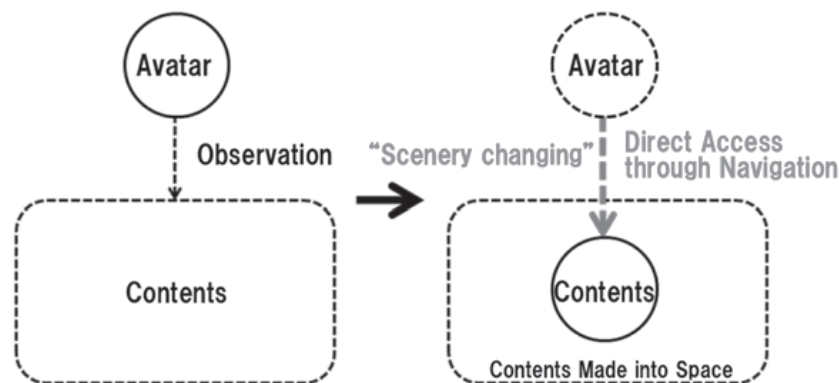 Avatar
Observation
Contents
Avatar
“Scenery changing”
Direct Access
through Navigation
Contents
Contents Made into Space